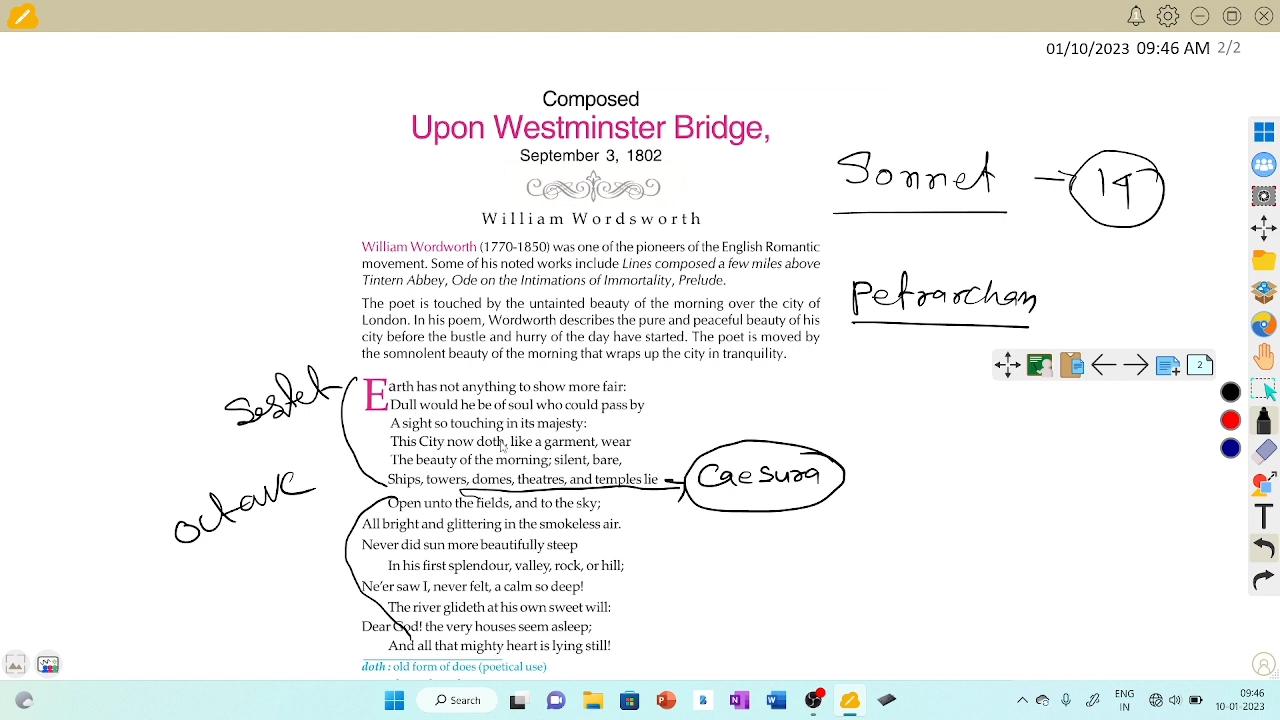 01/10/2023 09:46 AM 2/2
Composed
Upon Westminster Bridge,
September 3, 1802
William Wordsworth
Sonnet - 14
Petrarchan
William Wordworth (1770-1850) was one of the pioneers of the English Romantic
movement. Some of his noted works include Lines composed a few miles above
Tintern Abbey, Ode on the Intimations of Immortality, Prelude.
The poet is touched by the untainted beauty of the morning over the city of
London. In his poem, Wordworth describes the pure and peaceful beauty of his
city before the bustle and hurry of the day have started. The poet is moved by
the somnolent beauty of the morning that wraps up the city in tranquility.
2
Sestet
Earth has not anything to show more fair:
Dull would he be of soul who could pass by
A sight so touching in its majesty:
This City now doth, like a garment, wear
The beauty of the morning; silent, bare,
Ships, towers, domes, theatres, and temples lie
Caesura
octave
Open unto the fields, and to the sky;
All bright and glittering in the smokeless air.
Never did sun more beautifully steep
In his first splendour, valley, rock, or hill;
Ne'er saw I, never felt, a calm so deep!
The river glideth at his own sweet will:
Dear God! the very houses seem asleep;
And all that mighty heart is lying still!
doth : old form of does (poetical use)
Search
ENG
IN
09:46
10-01-2023